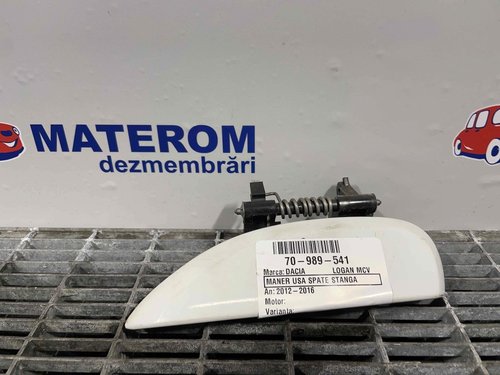 MATEROM
dezmembrări
70-989-541
Marca: DACIA LOGAN MCV
MANER USA SPATE STANGA
An: 2012-2016
Motor:
Varianta: